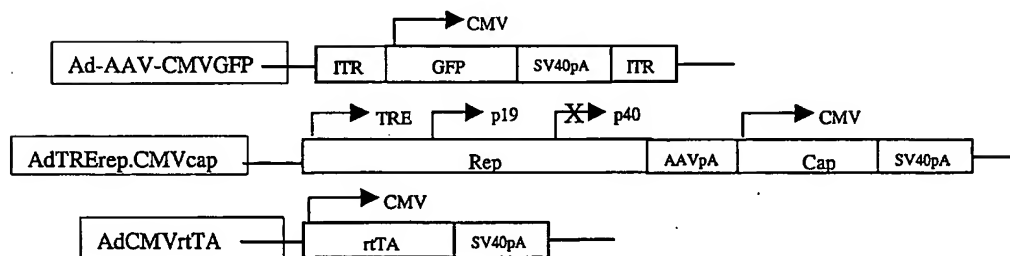 CMV
Ad-AAV-CMVGFP ITR GFP SV40pA ITR
TRE p19 X p40 CMV
AdTRErep.CMVcap Rep AAVpA Cap SV40pA
CMV
AdCMVrtTA rtTA SV40pA